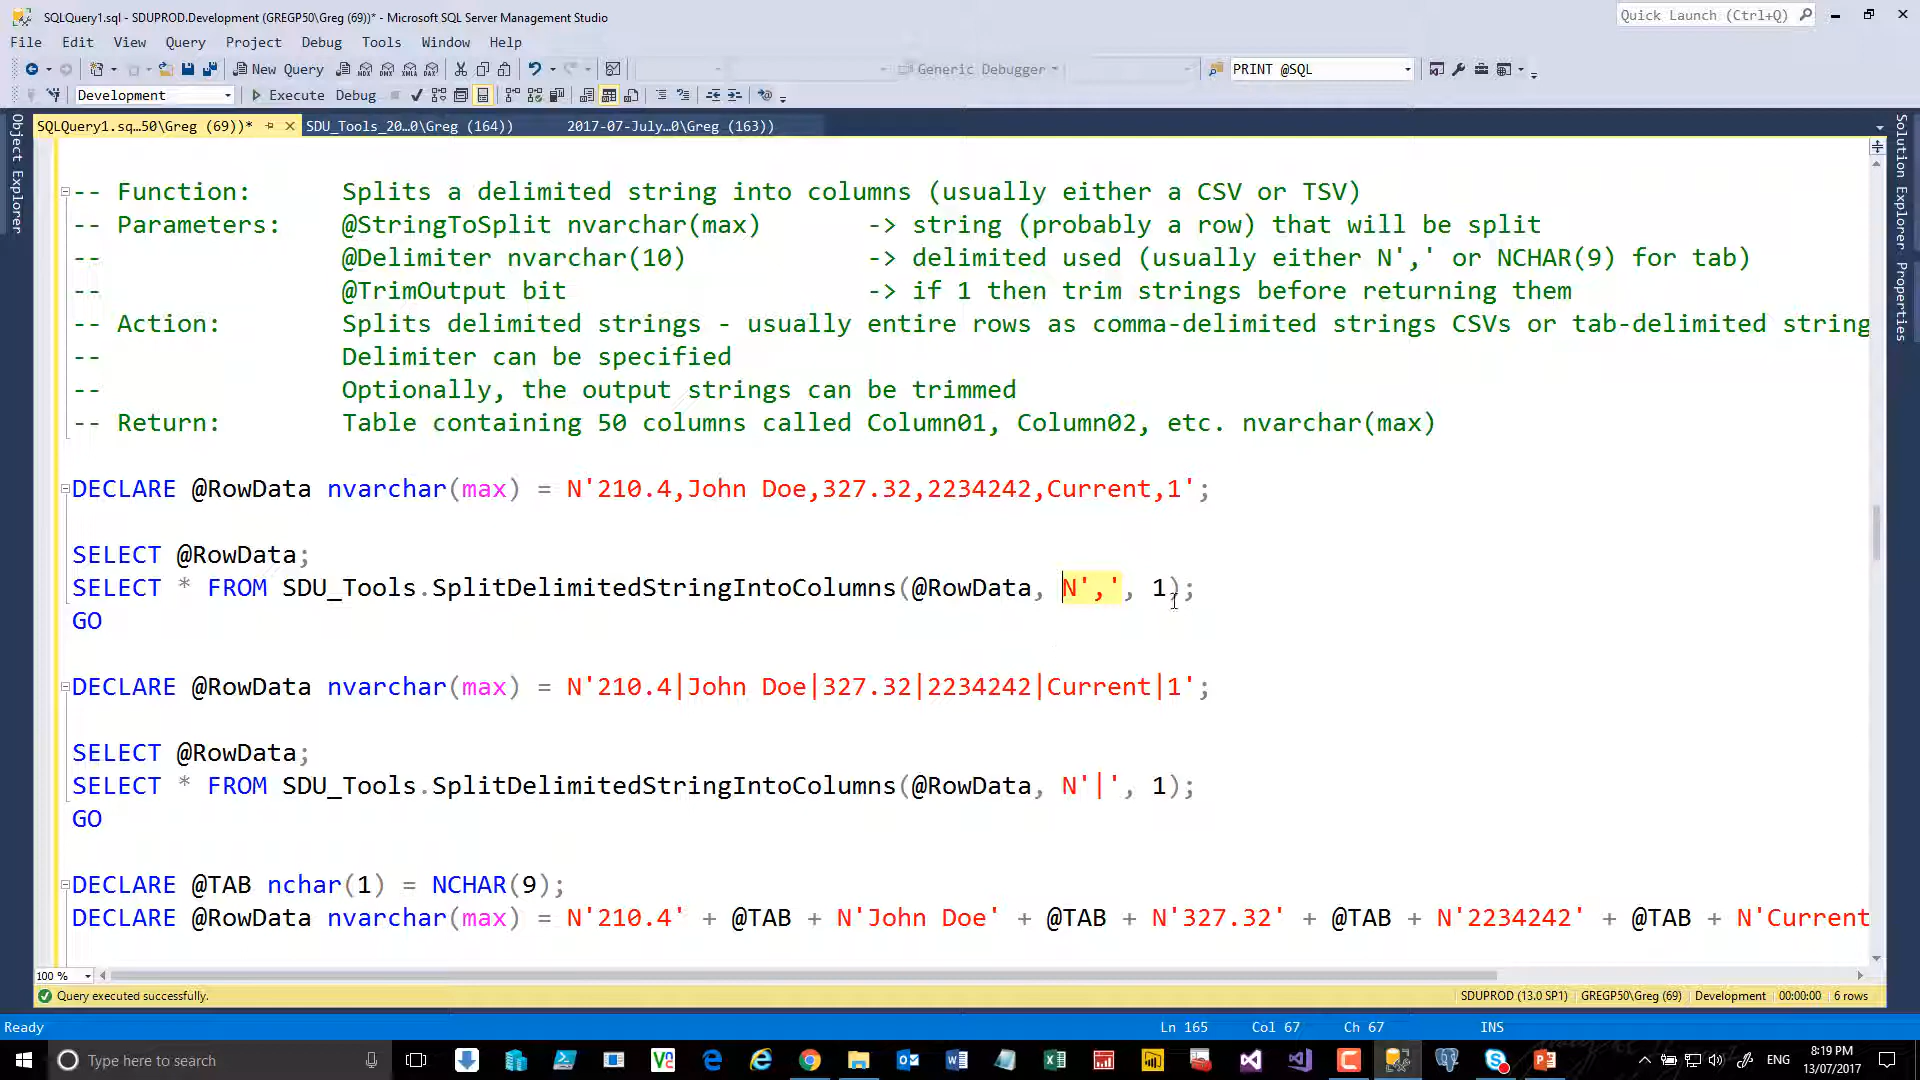 SQLQuery1.sql - SDUPROD.Development (GREGP50\Greg (69))* - Microsoft SQL Server Management Studio
Quick Launch (Ctrl+Q)
File Edit View Query Project Debug Tools Window Help
New Query
MDX DMX XMLA DAX
Generic Debugger
PRINT @SQL
Development
Execute Debug
SQLQuery1.sq...50\Greg (69))* SDU_Tools_20...0\Greg (164)) 2017-07-July...0\Greg (163))
Object Explorer
Solution Explorer
Properties
-- Function: Splits a delimited string into columns (usually either a CSV or TSV)
-- Parameters: @StringToSplit nvarchar(max) -> string (probably a row) that will be split
-- @Delimiter nvarchar(10) -> delimited used (usually either N',' or NCHAR(9) for tab)
-- @TrimOutput bit -> if 1 then trim strings before returning them
-- Action: Splits delimited strings - usually entire rows as comma-delimited strings CSVs or tab-delimited string
-- Delimiter can be specified
-- Optionally, the output strings can be trimmed
-- Return: Table containing 50 columns called Column01, Column02, etc. nvarchar(max)
DECLARE @RowData nvarchar(max) = N'210.4,John Doe,327.32,2234242,Current,1';
SELECT @RowData;
SELECT * FROM SDU_Tools.SplitDelimitedStringIntoColumns(@RowData, N',', 1);
GO
DECLARE @RowData nvarchar(max) = N'210.4|John Doe|327.32|2234242|Current|1';
SELECT @RowData;
SELECT * FROM SDU_Tools.SplitDelimitedStringIntoColumns(@RowData, N'|', 1);
GO
DECLARE @TAB nchar(1) = NCHAR(9);
DECLARE @RowData nvarchar(max) = N'210.4' + @TAB + N'John Doe' + @TAB + N'327.32' + @TAB + N'2234242' + @TAB + N'Current
100 %
Query executed successfully. SDUPROD (13.0 SP1) GREGP50\Greg (69) Development 00:00:00 6 rows
Ready Ln 165 Col 67 Ch 67 INS
Type here to search
ENG
8:19 PM
13/07/2017